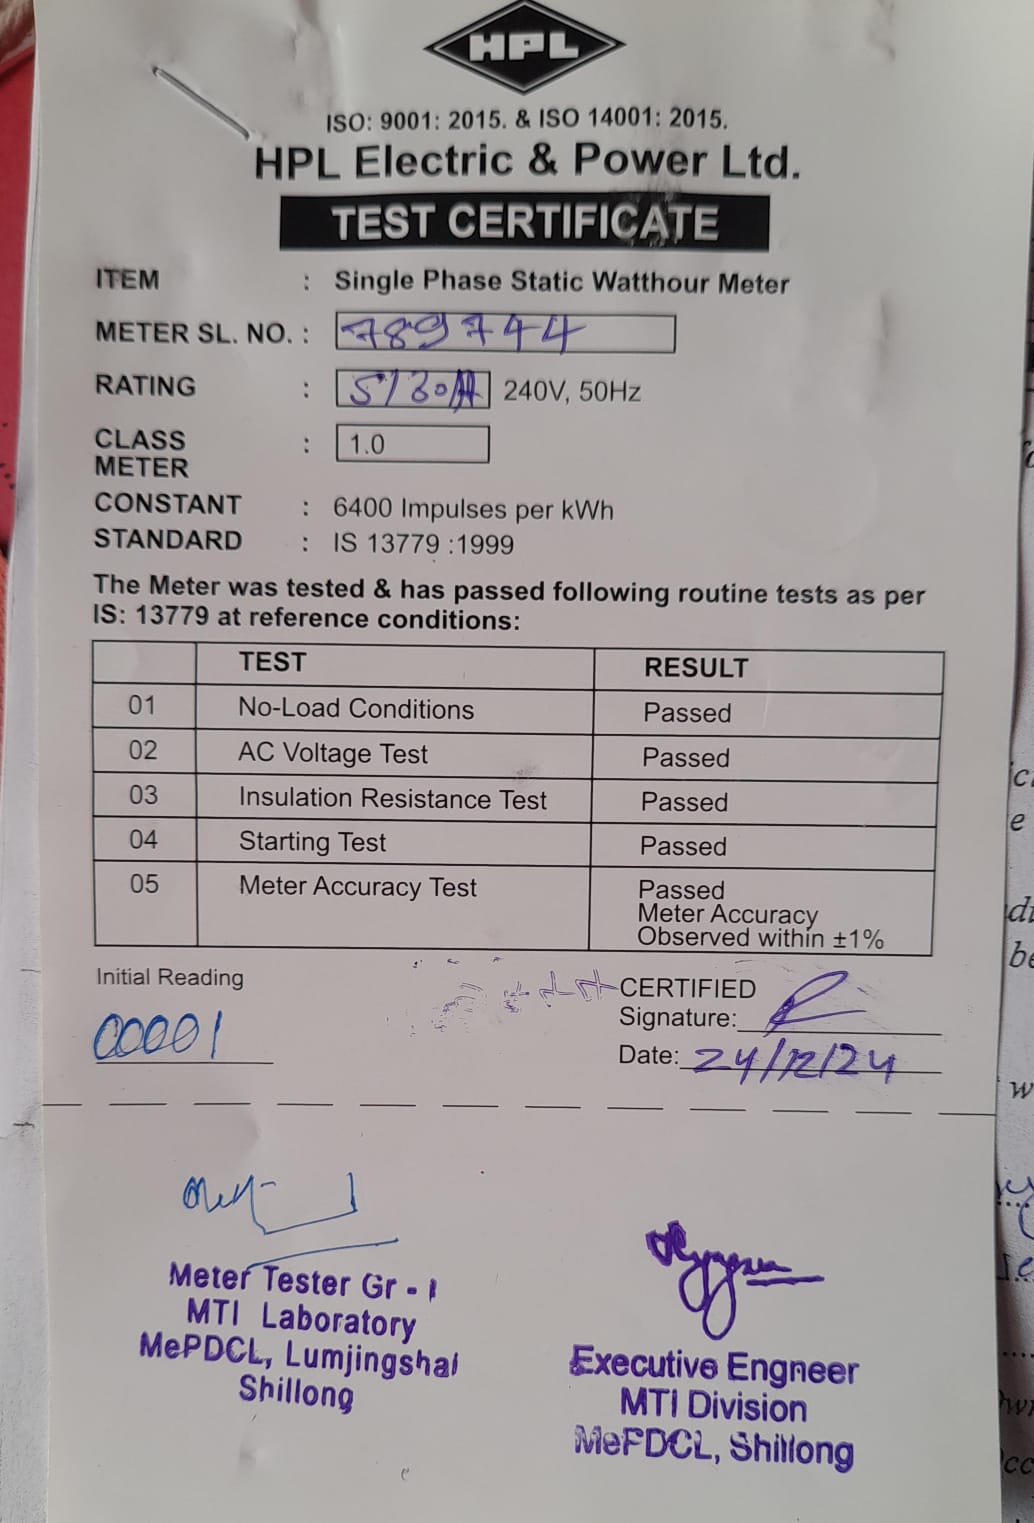 HPL
ISO: 9001: 2015. & ISO 14001: 2015.
HPL Electric & Power Ltd.
TEST CERTIFICATE
ITEM : Single Phase Static Watthour Meter
METER SL. NO. : 789744
RATING : 5/30A 240V, 50Hz
CLASS : 1.0
METER
CONSTANT : 6400 Impulses per kWh
STANDARD : IS 13779 :1999
The Meter was tested & has passed following routine tests as per
IS: 13779 at reference conditions:
TEST RESULT
01 No-Load Conditions Passed
02 AC Voltage Test Passed
03 Insulation Resistance Test Passed
04 Starting Test Passed
05 Meter Accuracy Test Passed
Meter Accuracy
Observed within ±1%
Initial Reading
00001
CERTIFIED
Signature:
Date: 24/12/24
Meter Tester Gr - I
MTI Laboratory
MePDCL, Lumjingshai
Shillong
Executive Engneer
MTI Division
MePDCL, Shillong